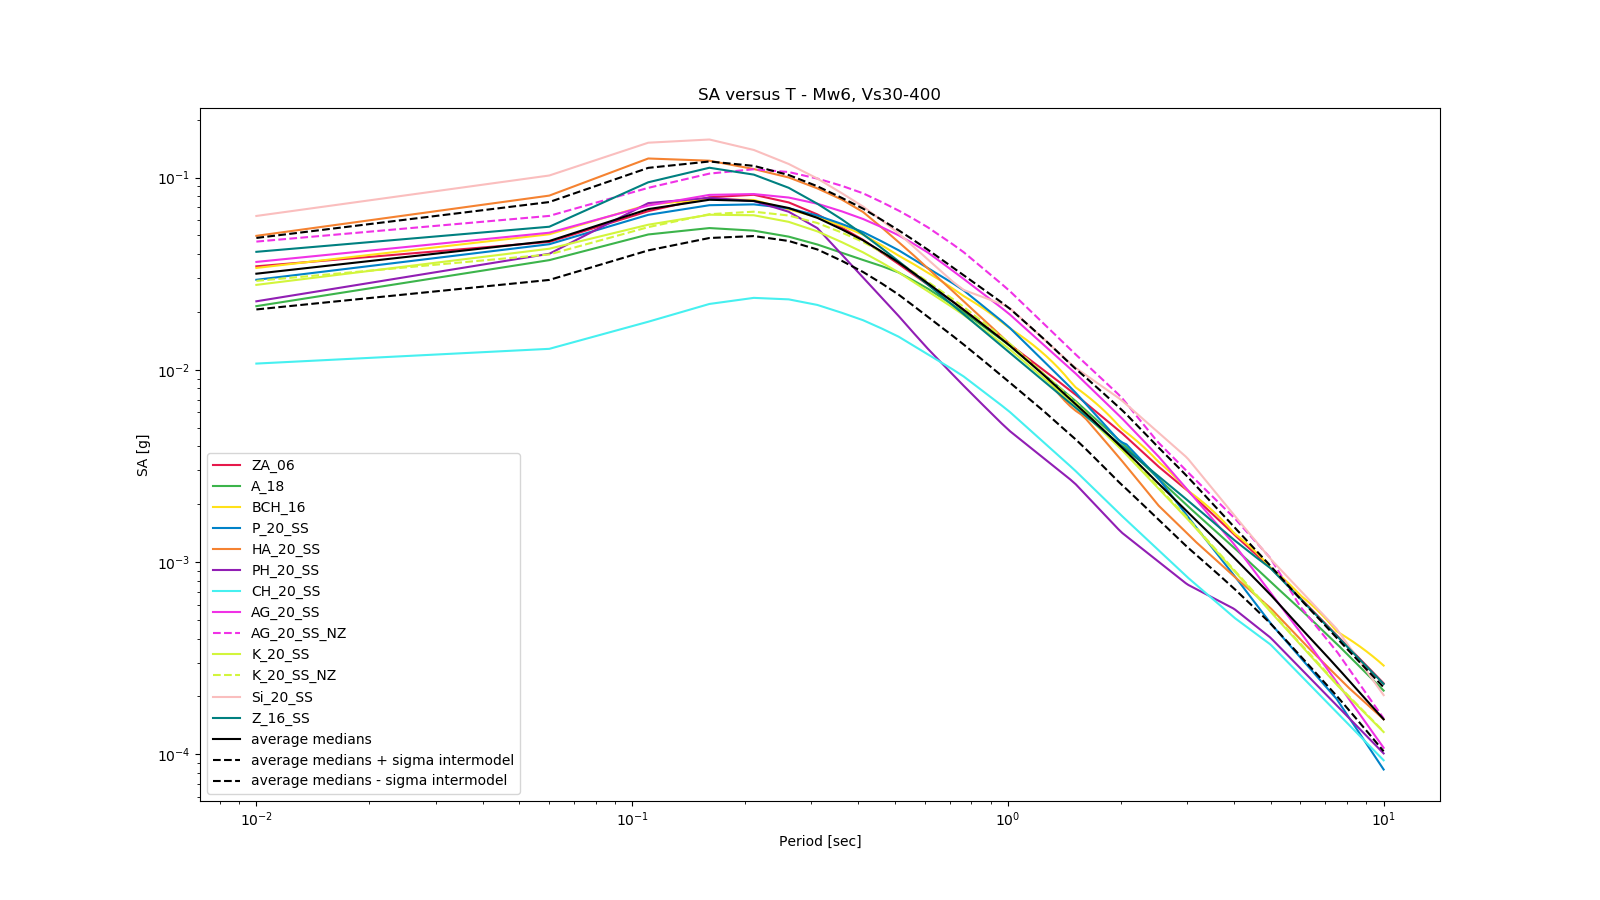 SA versus T - Mw6, Vs30-400
SA [g]
10⁻¹
10⁻²
10⁻³
10⁻⁴
ZA_06
A_18
BCH_16
P_20_SS
HA_20_SS
PH_20_SS
CH_20_SS
AG_20_SS
AG_20_SS_NZ
K_20_SS
K_20_SS_NZ
Si_20_SS
Z_16_SS
average medians
average medians + sigma intermodel
average medians - sigma intermodel
10⁻² 10⁻¹ 10⁰ 10¹
Period [sec]